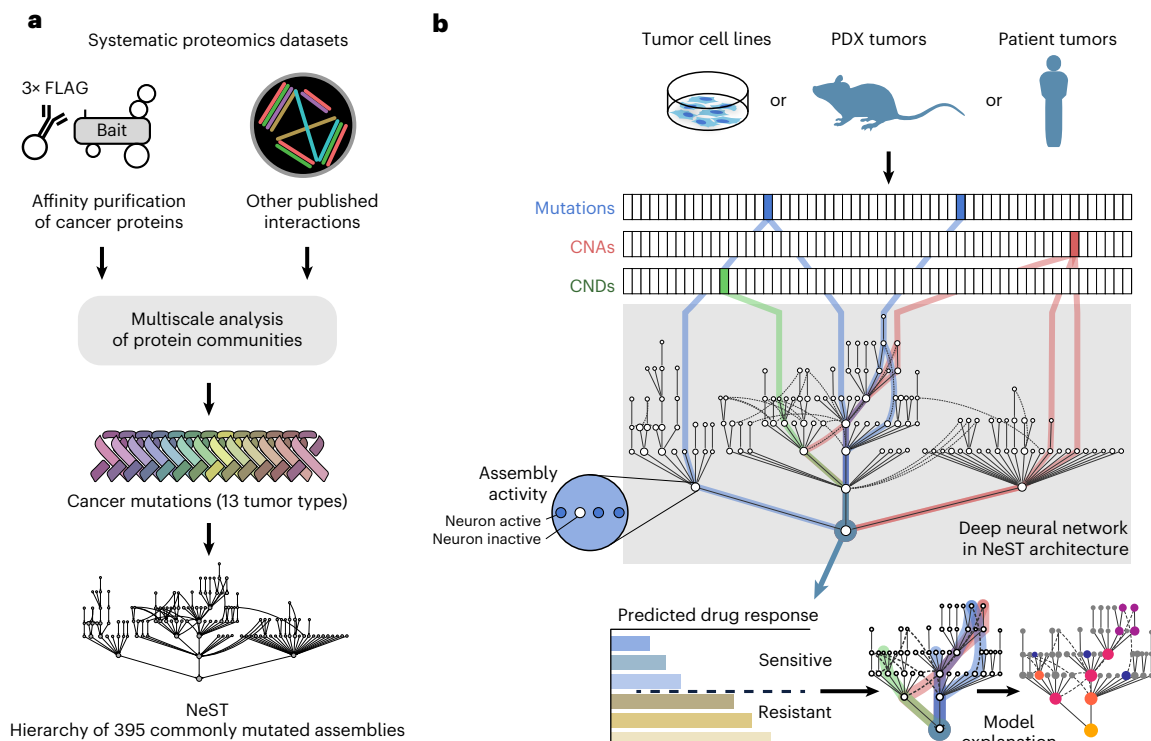 a
Systematic proteomics datasets
3× FLAG
Bait
Affinity purification
of cancer proteins
Other published
interactions
Multiscale analysis
of protein communities
Cancer mutations (13 tumor types)
NeST
Hierarchy of 395 commonly mutated assemblies
b
Tumor cell lines
or
PDX tumors
or
Patient tumors
Mutations
CNAs
CNDs
Assembly
activity
Neuron active
Neuron inactive
Deep neural network
in NeST architecture
Predicted drug response
Sensitive
Resistant
Model
explanation